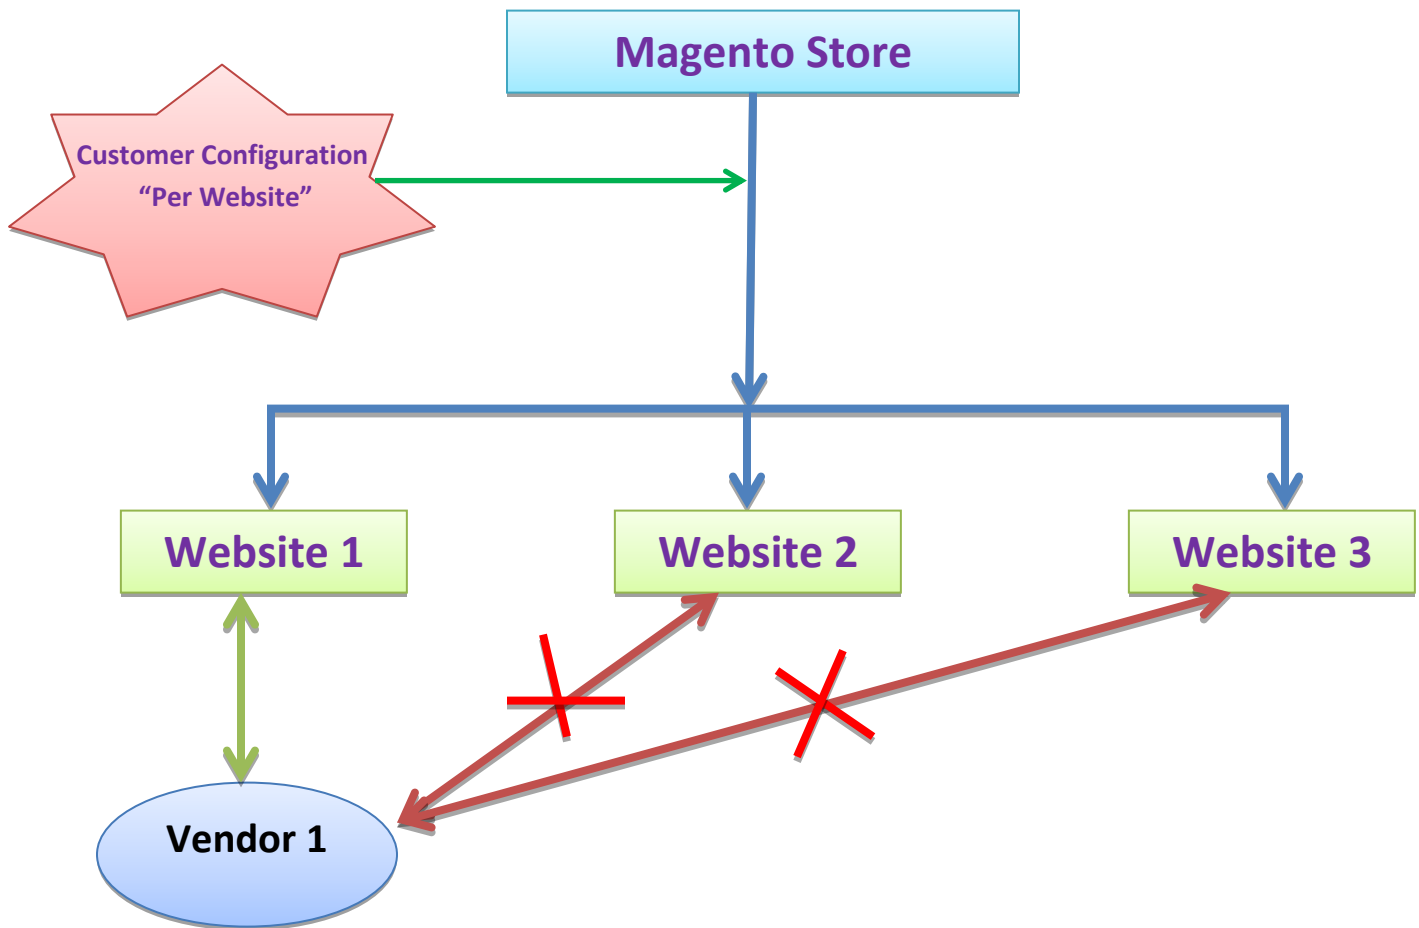 Magento Store
Customer Configuration
“Per Website”
Website 1
Website 2
Website 3
Vendor 1